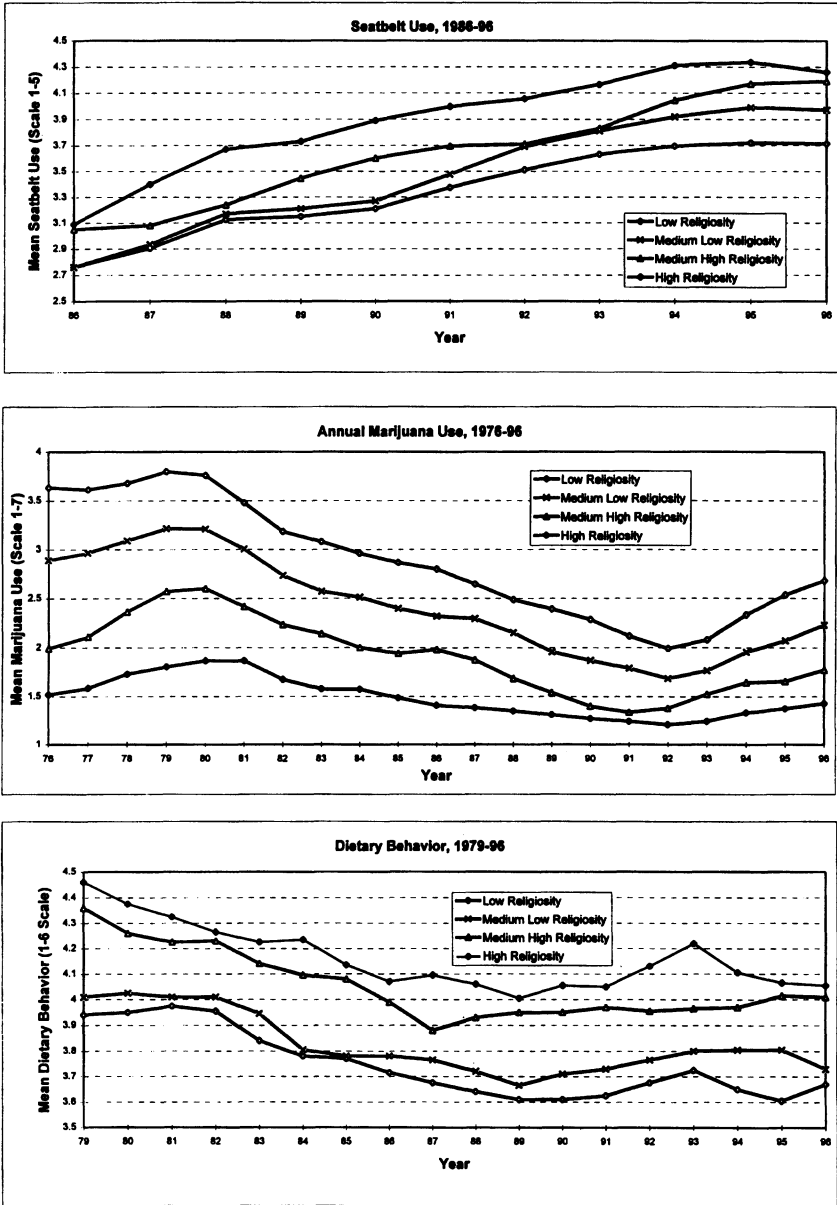 Seatbelt Use, 1986-96
Mean Seatbelt Use (Scale 1-5)
4.5
4.3
4.1
3.9
3.7
3.5
3.3
3.1
2.9
2.7
2.5
86 87 88 89 90 91 92 93 94 95 96
Year
Low Religiosity
Medium Low Religiosity
Medium High Religiosity
High Religiosity
Annual Marijuana Use, 1976-96
Mean Marijuana Use (Scale 1-7)
4
3.5
3
2.5
2
1.5
1
76 77 78 79 80 81 82 83 84 85 86 87 88 89 90 91 92 93 94 95 96
Year
Low Religiosity
Medium Low Religiosity
Medium High Religiosity
High Religiosity
Dietary Behavior, 1979-96
Mean Dietary Behavior (1-6 Scale)
4.5
4.4
4.3
4.2
4.1
4
3.9
3.8
3.7
3.6
3.5
79 80 81 82 83 84 85 86 87 88 89 90 91 92 93 94 95 96
Year
Low Religiosity
Medium Low Religiosity
Medium High Religiosity
High Religiosity